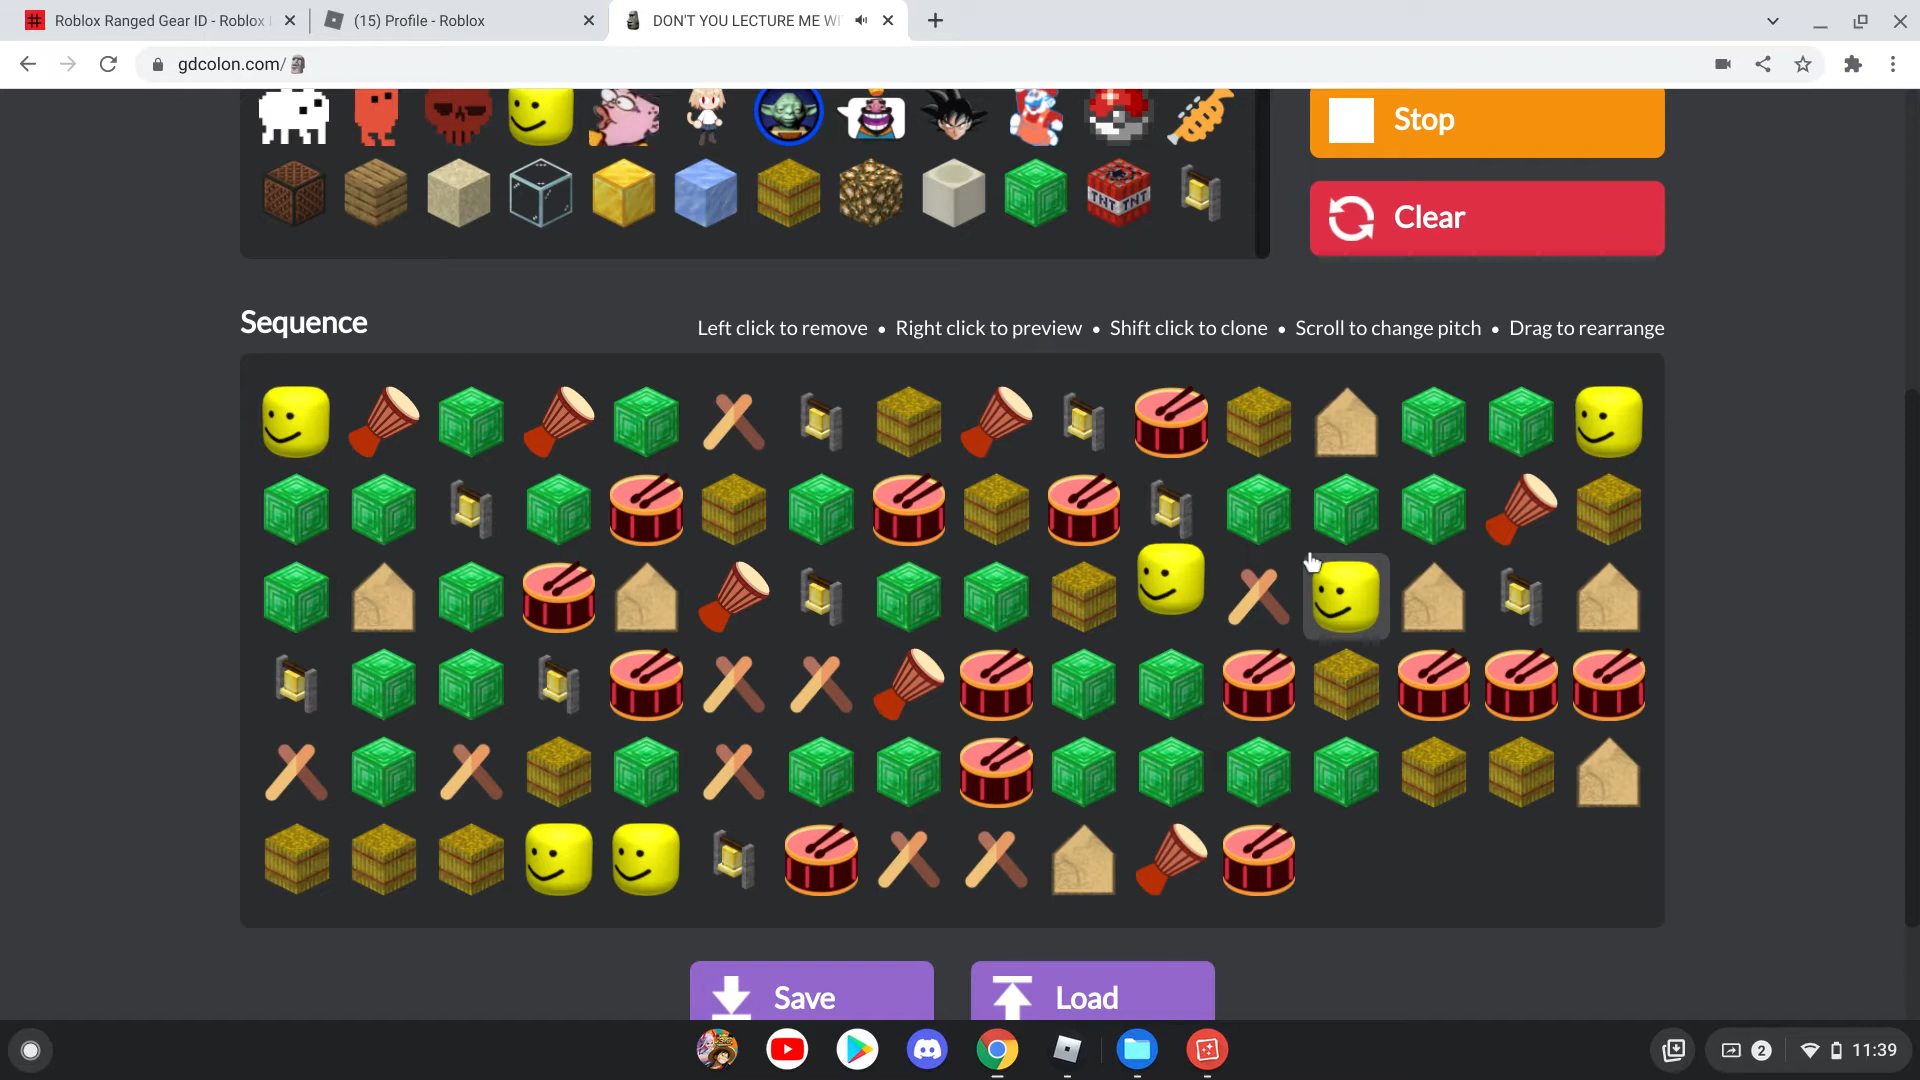 Roblox Ranged Gear ID - Roblox
(15) Profile - Roblox
DON'T YOU LECTURE ME WI
gdcolon.com/🗿
Stop
TNT TNT
Clear
Sequence
Left click to remove • Right click to preview • Shift click to clone • Scroll to change pitch • Drag to rearrange
Save
Load
2
11:39